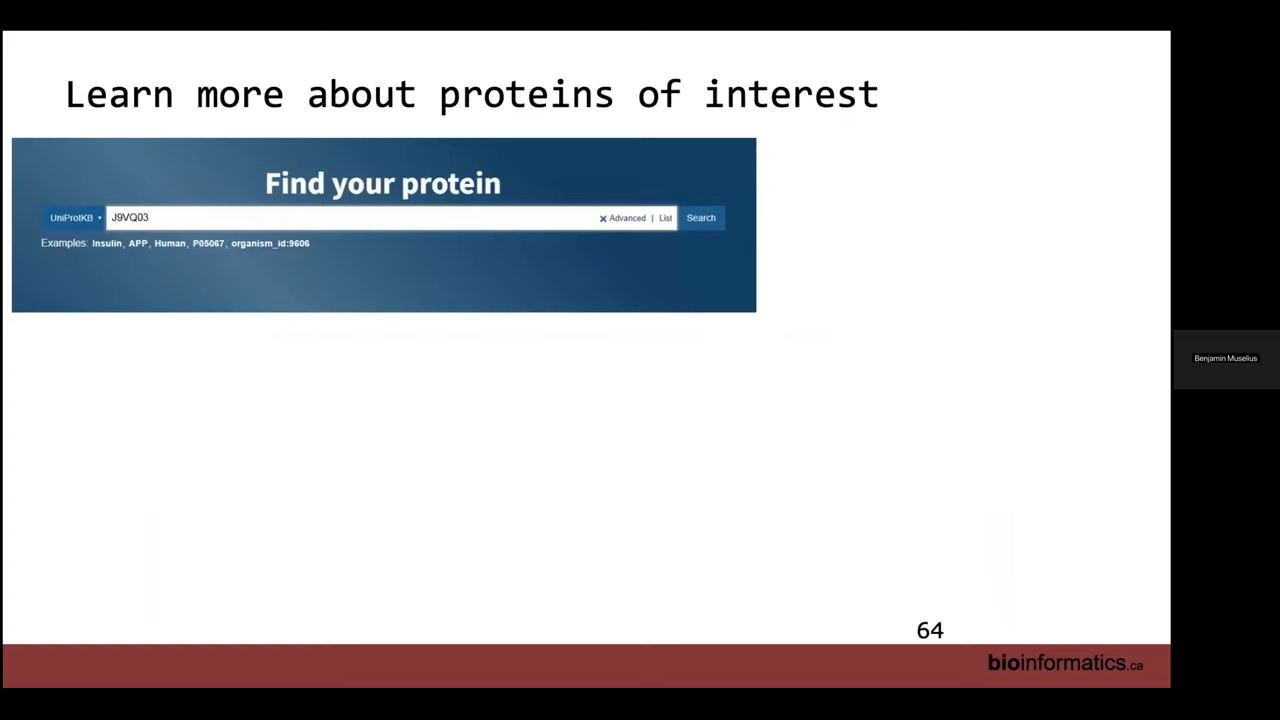 Learn more about proteins of interest
Find your protein
UniProtKB J9VQ03 Advanced | List Search
Examples: Insulin, APP, Human, P05067, organism_id:9606
Benjamin Muselius
64
bioinformatics.ca